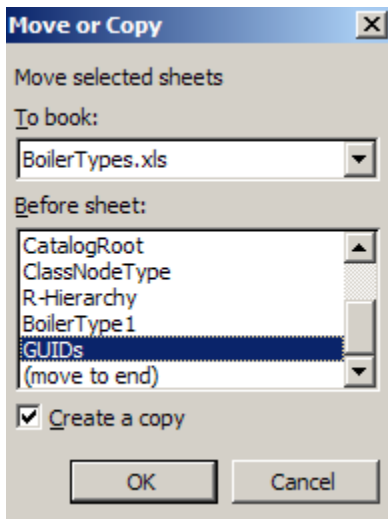 Move or Copy
Move selected sheets
To book:
BoilerTypes.xls
Before sheet:
CatalogRoot
ClassNodeType
R-Hierarchy
BoilerType1
GUIDs
(move to end)
Create a copy
OK Cancel